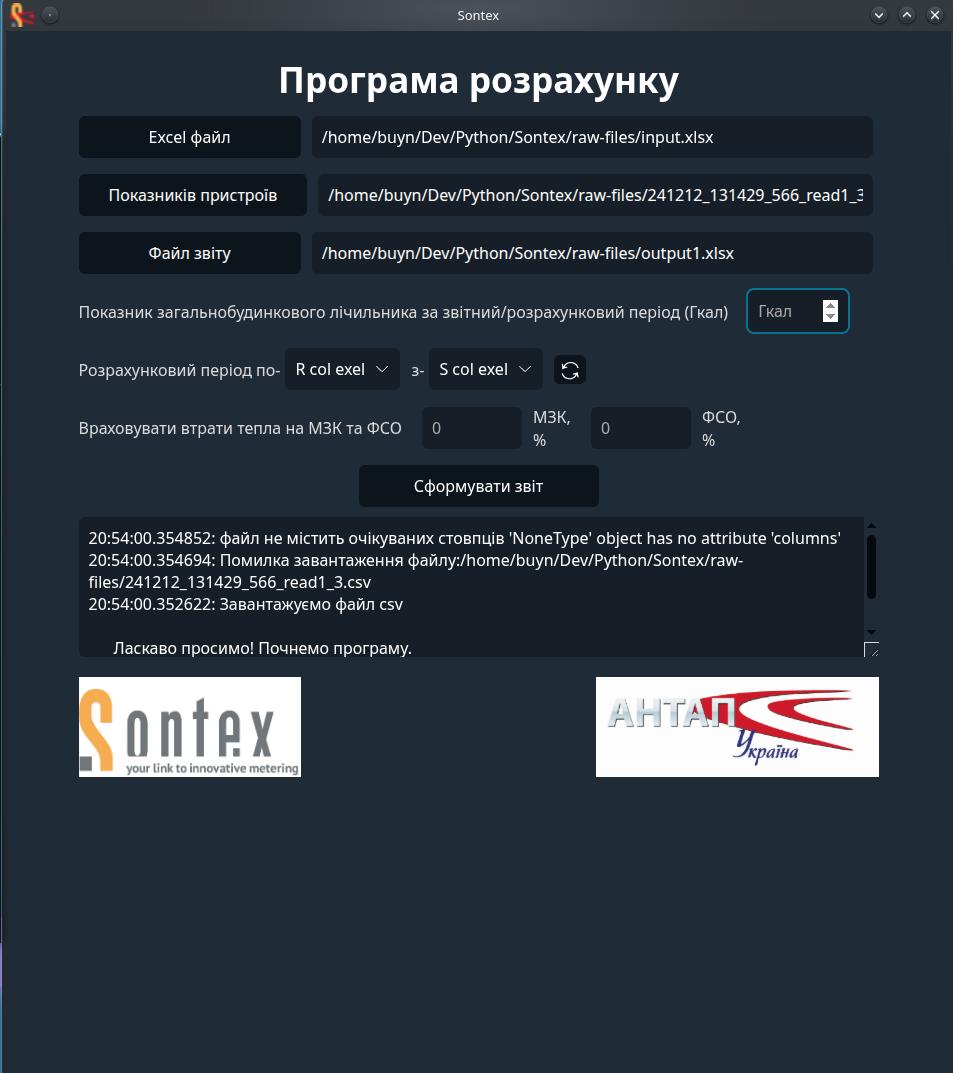 Sontex
Програма розрахунку
Excel файл
/home/buyn/Dev/Python/Sontex/raw-files/input.xlsx
Показників пристроїв
/home/buyn/Dev/Python/Sontex/raw-files/241212_131429_566_read1_3
Файл звіту
/home/buyn/Dev/Python/Sontex/raw-files/output1.xlsx
Показник загальнобудинкового лічильника за звітний/розрахунковий період (Гкал)
Гкал
Розрахунковий період по- R col exel з- S col exel
Враховувати втрати тепла на МЗК та ФСО
0
МЗК,
%
0
ФСО,
%
Сформувати звіт
20:54:00.354852: файл не містить очікуваних стовпців 'NoneType' object has no attribute 'columns'
20:54:00.354694: Помилка завантаження файлу:/home/buyn/Dev/Python/Sontex/raw-
files/241212_131429_566_read1_3.csv
20:54:00.352622: Завантажуємо файл csv
Ласкаво просимо! Почнемо програму.
Sontex
your link to innovative metering
АНТАП
Україна